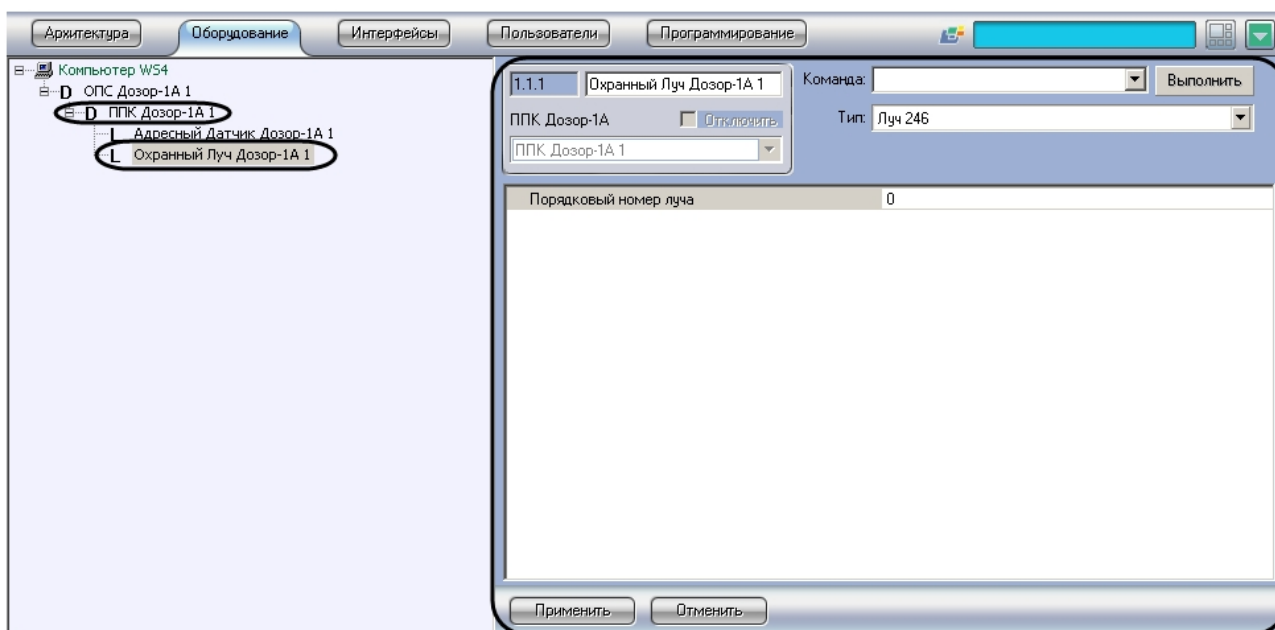 Архитектура Оборудование Интерфейсы Пользователи Программирование
Компьютер WS4
D ОПС Дозор-1А 1
D ППК Дозор-1А 1
L Адресный Датчик Дозор-1А 1
L Охранный Луч Дозор-1А 1
1.1.1 Охранный Луч Дозор-1А 1
ППК Дозор-1А Отключить
ППК Дозор-1А 1
Команда: Выполнить
Тип: Луч 246
Порядковый номер луча 0
Применить Отменить